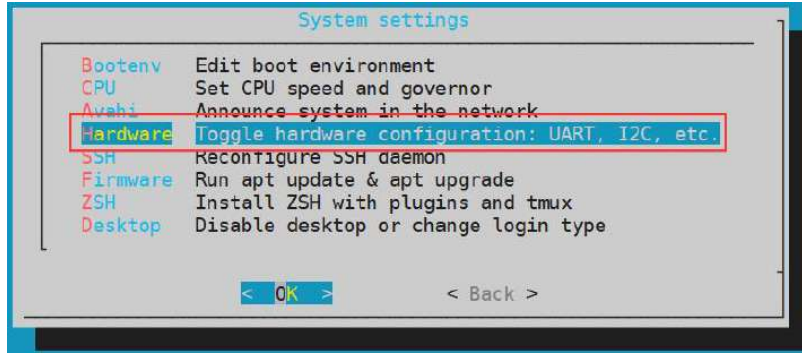 System settings
Bootenv Edit boot environment
CPU Set CPU speed and governor
Avahi Announce system in the network
Hardware Toggle hardware configuration: UART, I2C, etc.
SSH Reconfigure SSH daemon
Firmware Run apt update & apt upgrade
ZSH Install ZSH with plugins and tmux
Desktop Disable desktop or change login type
< OK > < Back >